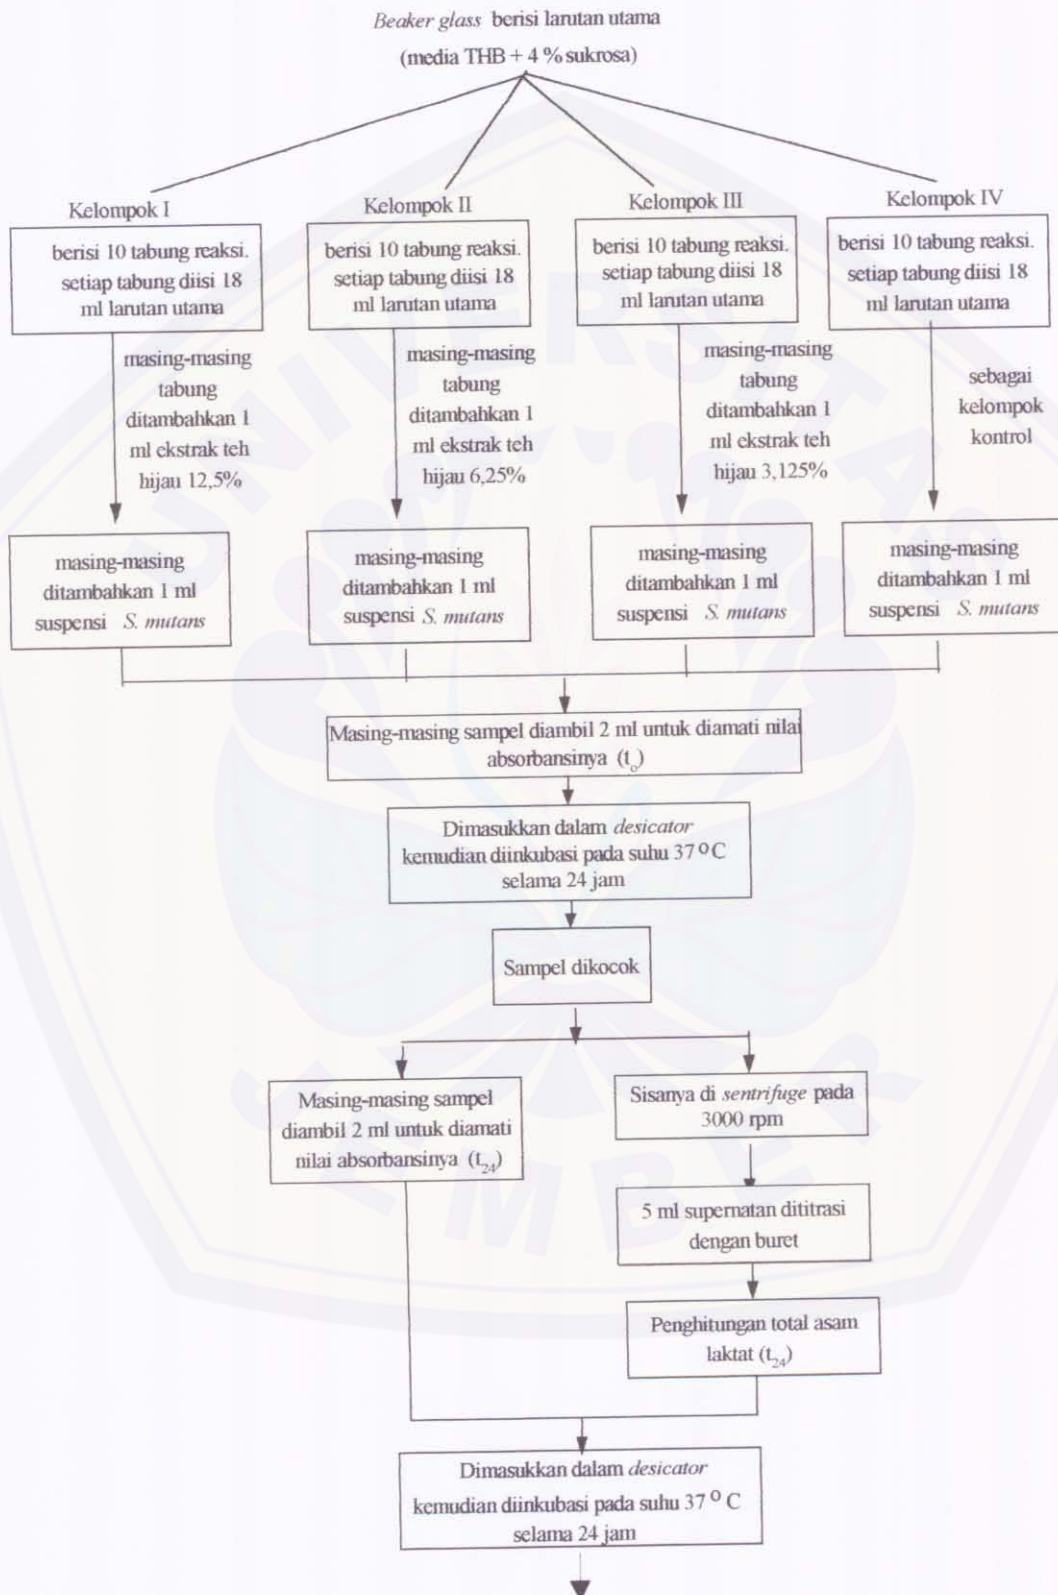 Beaker glass berisi larutan utama
(media THB + 4 % sukrosa)
Kelompok I
berisi 10 tabung reaksi.
setiap tabung diisi 18
ml larutan utama
masing-masing
tabung
ditambahkan 1
ml ekstrak teh
hijau 12,5%
masing-masing
ditambahkan 1 ml
suspensi S. mutans
Kelompok II
berisi 10 tabung reaksi.
setiap tabung diisi 18
ml larutan utama
masing-masing
tabung
ditambahkan 1
ml ekstrak teh
hijau 6,25%
masing-masing
ditambahkan 1 ml
suspensi S. mutans
Kelompok III
berisi 10 tabung reaksi.
setiap tabung diisi 18
ml larutan utama
masing-masing
tabung
ditambahkan 1
ml ekstrak teh
hijau 3,125%
masing-masing
ditambahkan 1 ml
suspensi S. mutans
Kelompok IV
berisi 10 tabung reaksi.
setiap tabung diisi 18
ml larutan utama
sebagai
kelompok
kontrol
masing-masing
ditambahkan 1 ml
suspensi S. mutans
Masing-masing sampel diambil 2 ml untuk diamati nilai
absorbansinya (t₀)
Dimasukkan dalam desicator
kemudian diinkubasi pada suhu 37 ⁰ C
selama 24 jam
Sampel dikocok
Masing-masing sampel
diambil 2 ml untuk diamati
nilai absorbansinya (t₂₄)
Sisanya di sentrifuge pada
3000 rpm
5 ml supernatan dititrasi
dengan buret
Penghitungan total asam
laktat (t₂₄)
Dimasukkan dalam desicator
kemudian diinkubasi pada suhu 37 ⁰ C
selama 24 jam
UNIVERSITAS
JEMBER